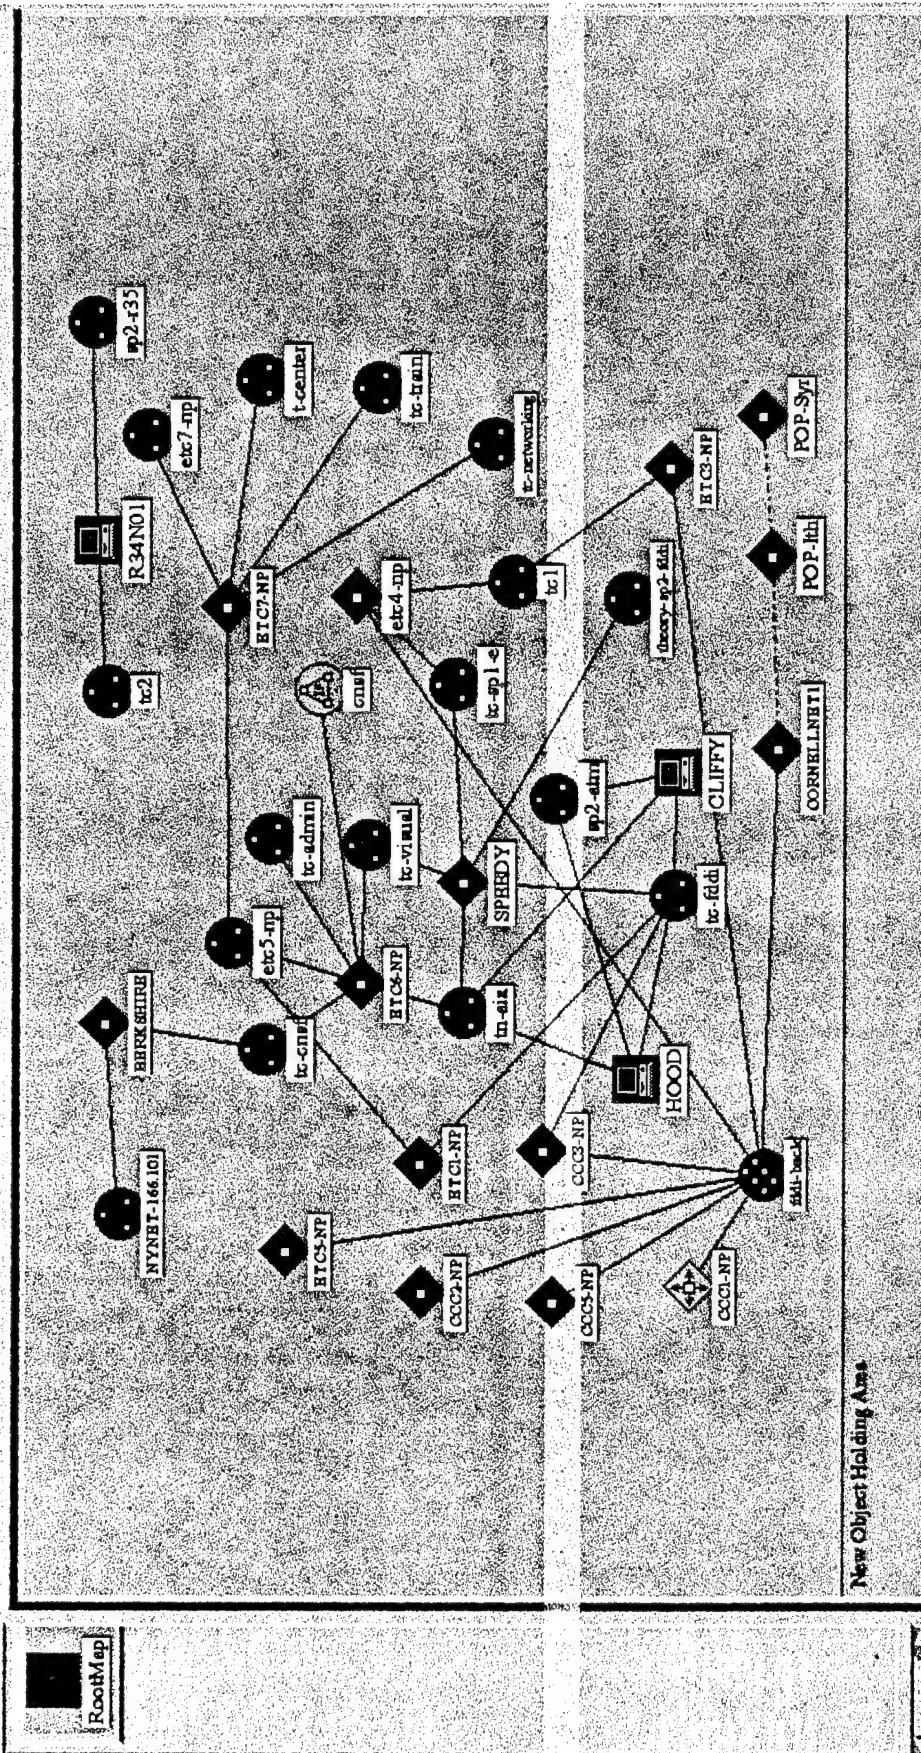 RootMap
NYNET-166.101
BERKSHIRE
tc2
R34N01
sp2-r35
etc7-np
etc5-np
ETC7-NP
t-center
tc-cnsf
tc-admin
ETC5-NP
cnsf
ETC6-NP
tc-visual
etc4-np
tc-train
CCC2-NP
ETC1-NP
SPEEDY
tc-sp1-e
tc-networking
tc1
CCC5-NP
CCC3-NP
sp2-atm
theory-sp2-fddi
HOOD
tc-fddi
CLIFFY
ETC3-NP
CCC1-NP
fddi-back
CORNELLNET1
POP-Ith
POP-Syr
New Object Holding Area